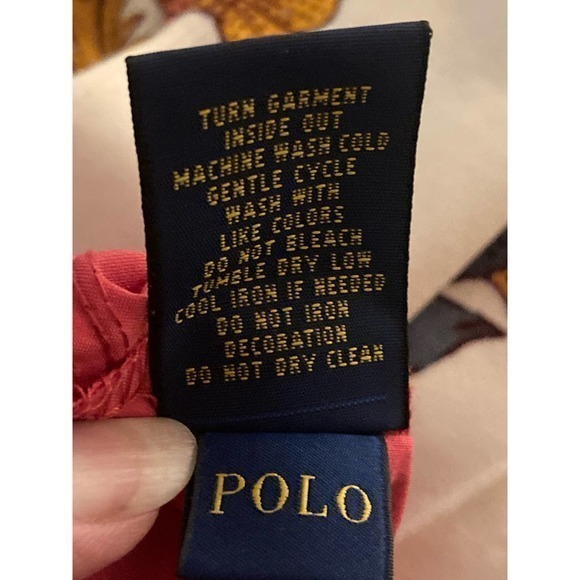 TURN GARMENT
INSIDE OUT
MACHINE WASH COLD
GENTLE CYCLE
WASH WITH
LIKE COLORS
DO NOT BLEACH
TUMBLE DRY LOW
COOL IRON IF NEEDED
DO NOT IRON
DECORATION
DO NOT DRY CLEAN
POLO